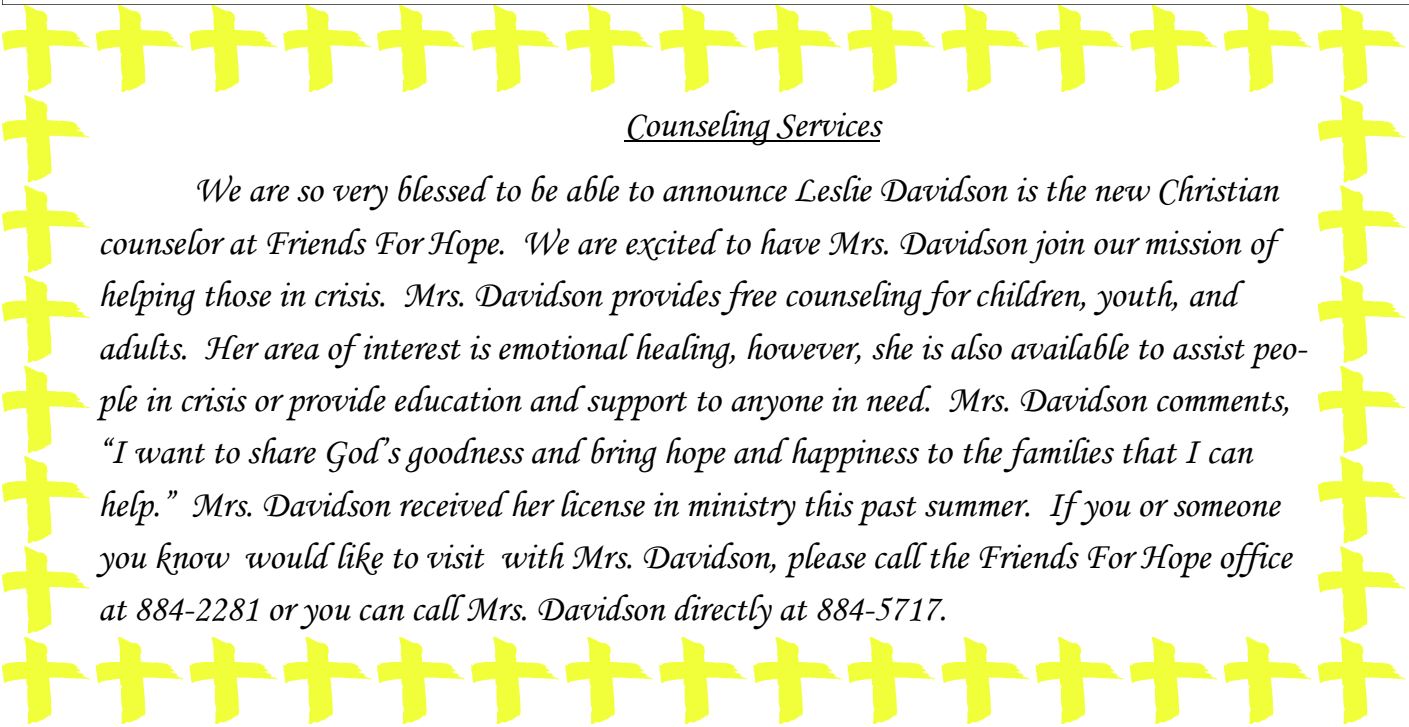 Counseling Services
We are so very blessed to be able to announce Leslie Davidson is the new Christian
counselor at Friends For Hope.  We are excited to have Mrs. Davidson join our mission of
helping those in crisis.  Mrs. Davidson provides free counseling for children, youth, and
adults.  Her area of interest is emotional healing, however, she is also available to assist peo-
ple in crisis or provide education and support to anyone in need.  Mrs. Davidson comments,
“I want to share God’s goodness and bring hope and happiness to the families that I can
help.”  Mrs. Davidson received her license in ministry this past summer.  If you or someone
you know  would like to visit  with Mrs. Davidson, please call the Friends For Hope office
at 884-2281 or you can call Mrs. Davidson directly at 884-5717.